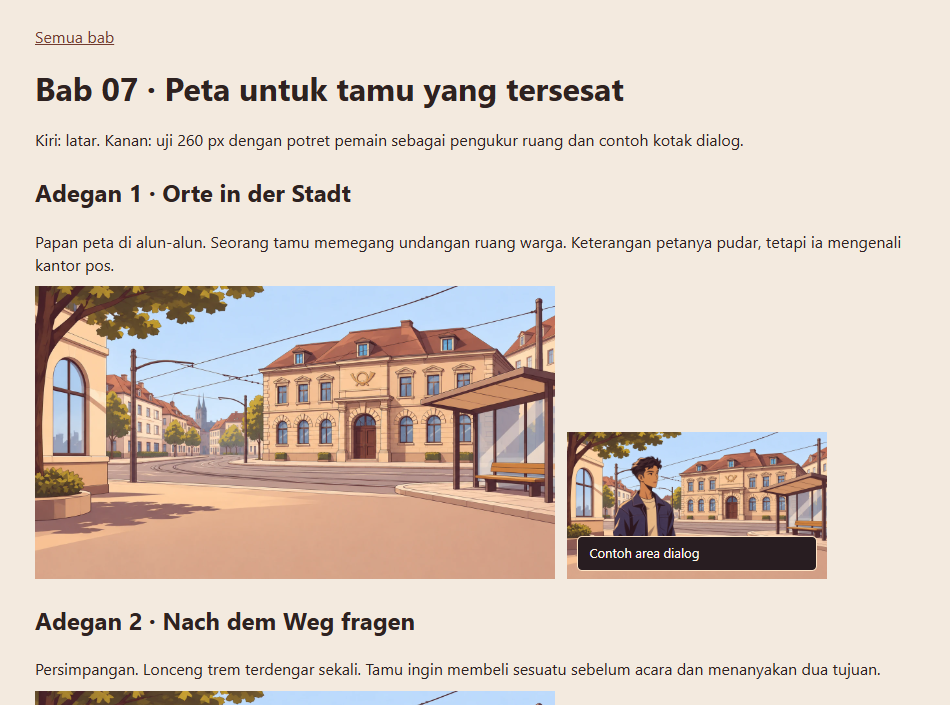 Semua bab
Bab 07 · Peta untuk tamu yang tersesat
Kiri: latar. Kanan: uji 260 px dengan potret pemain sebagai pengukur ruang dan contoh kotak dialog.
Adegan 1 · Orte in der Stadt
Papan peta di alun-alun. Seorang tamu memegang undangan ruang warga. Keterangan petanya pudar, tetapi ia mengenali
kantor pos.
Contoh area dialog
Adegan 2 · Nach dem Weg fragen
Persimpangan. Lonceng trem terdengar sekali. Tamu ingin membeli sesuatu sebelum acara dan menanyakan dua tujuan.